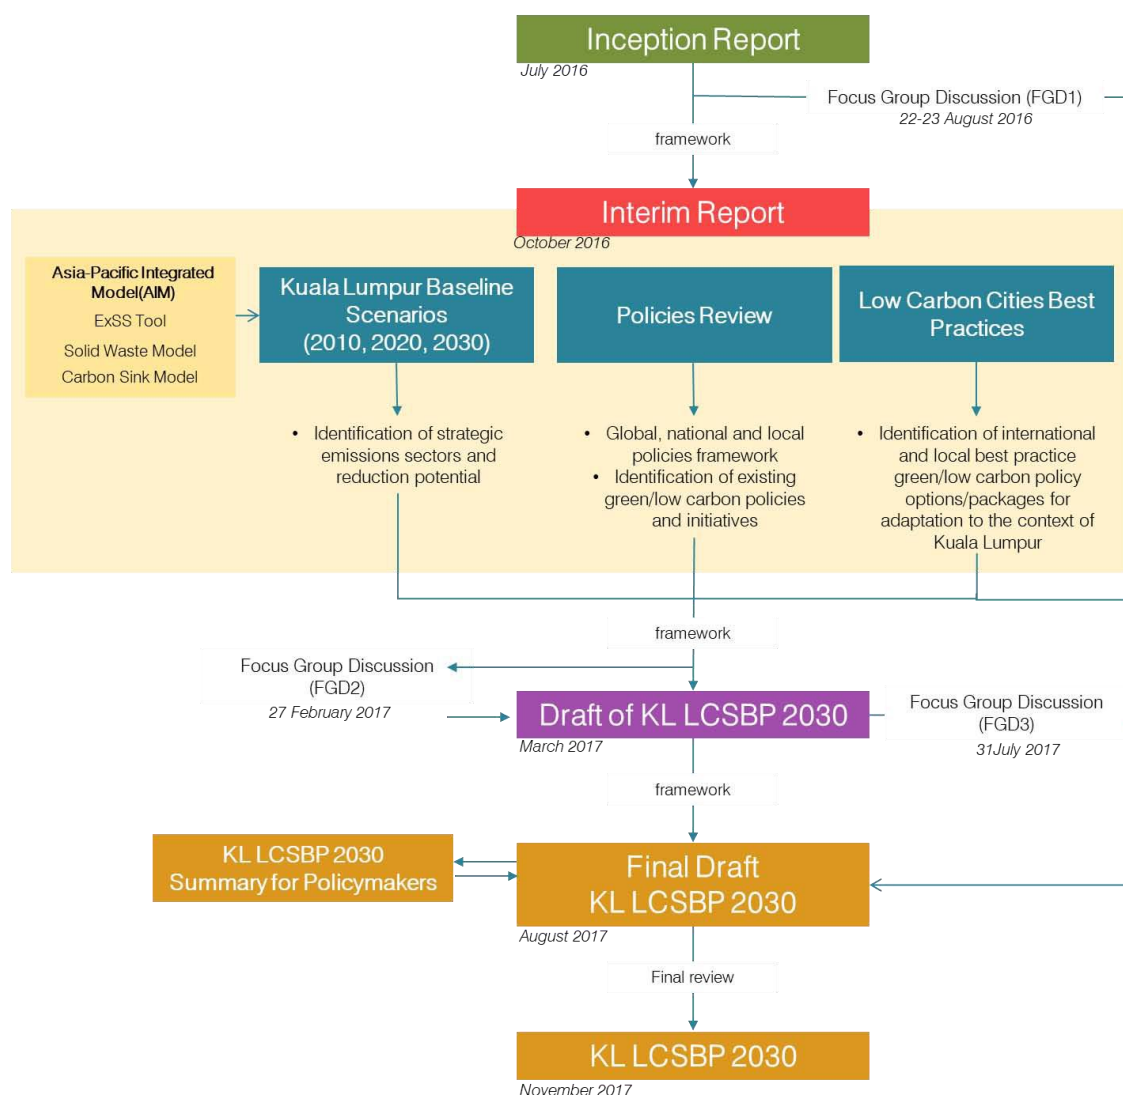 Inception Report
July 2016
Focus Group Discussion (FGD1)
22-23 August 2016
framework
Interim Report
October 2016
Asia-Pacific Integrated
Model(AIM)
ExSS Tool
Solid Waste Model
Carbon Sink Model
Kuala Lumpur Baseline
Scenarios
(2010, 2020, 2030)
Policies Review
Low Carbon Cities Best
Practices
• Identification of strategic
emissions sectors and
reduction potential
• Global, national and local
policies framework
• Identification of existing
green/low carbon policies
and initiatives
• Identification of international
and local best practice
green/low carbon policy
options/packages for
adaptation to the context of
Kuala Lumpur
framework
Focus Group Discussion
(FGD2)
27 February 2017
Draft of KL LCSBP 2030
March 2017
Focus Group Discussion
(FGD3)
31July 2017
framework
KL LCSBP 2030
Summary for Policymakers
Final Draft
KL LCSBP 2030
August 2017
Final review
KL LCSBP 2030
November 2017